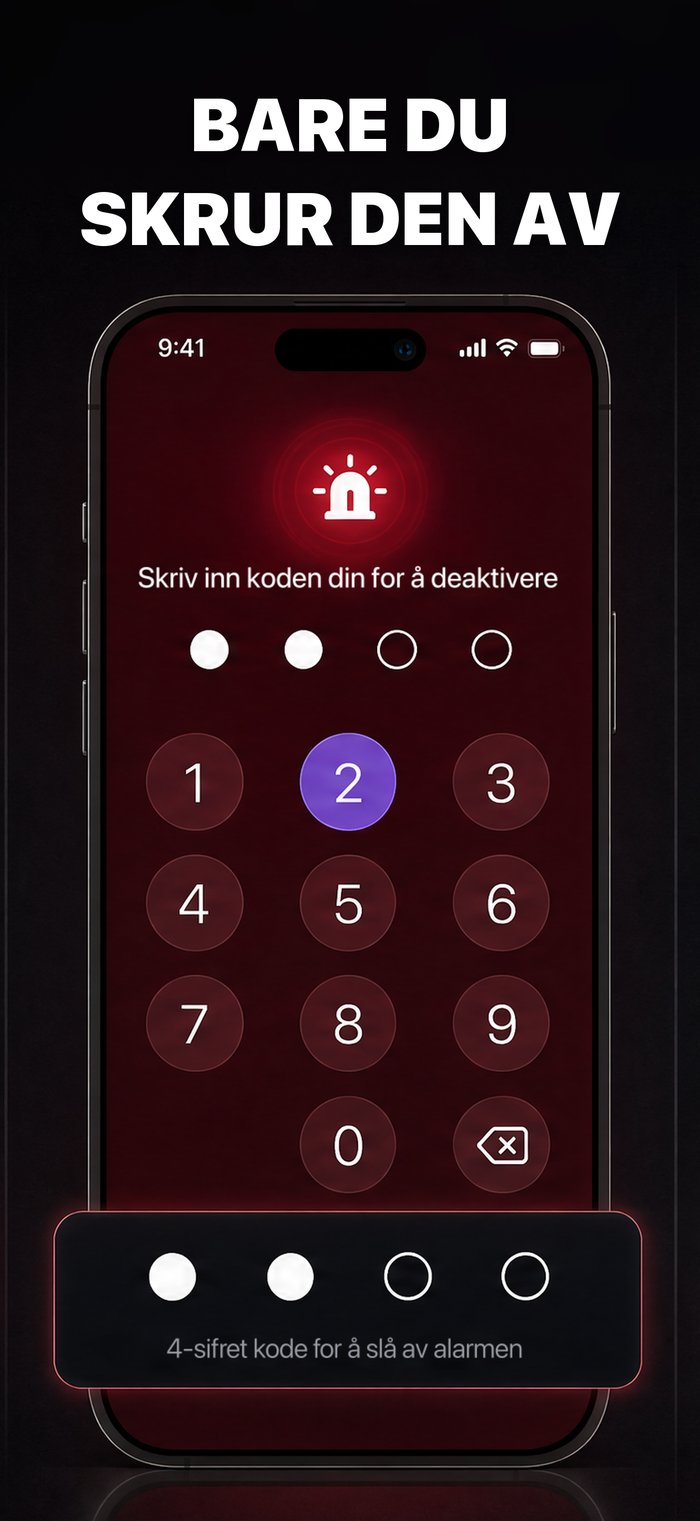 BARE DU
SKRUR DEN AV
9:41
Skriv inn koden din for å deaktivere
1 2 3
4 5 6
7 8 9
0
4-sifret kode for å slå av alarmen